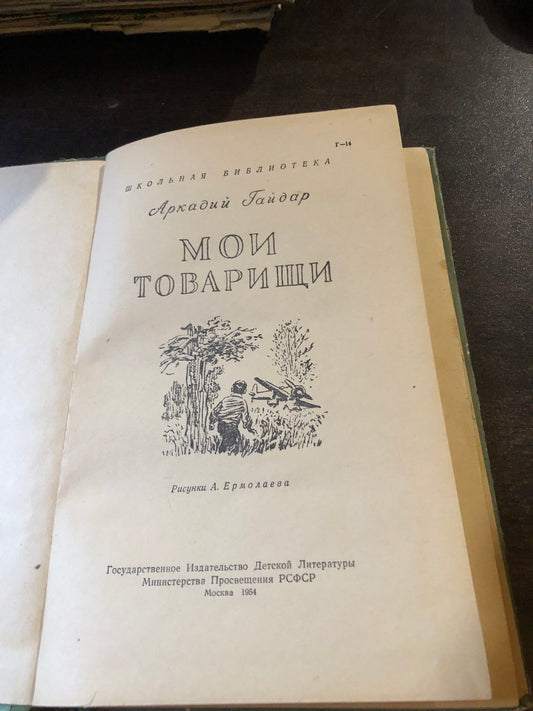 Г—14
ШКОЛЬНАЯ БИБЛИОТЕКА
Аркадий Гайдар
МОИ
ТОВАРИЩИ
Рисунки А. Ермолаева
Государственное Издательство Детской Литературы
Министерства Просвещения РСФСР
Москва 1954